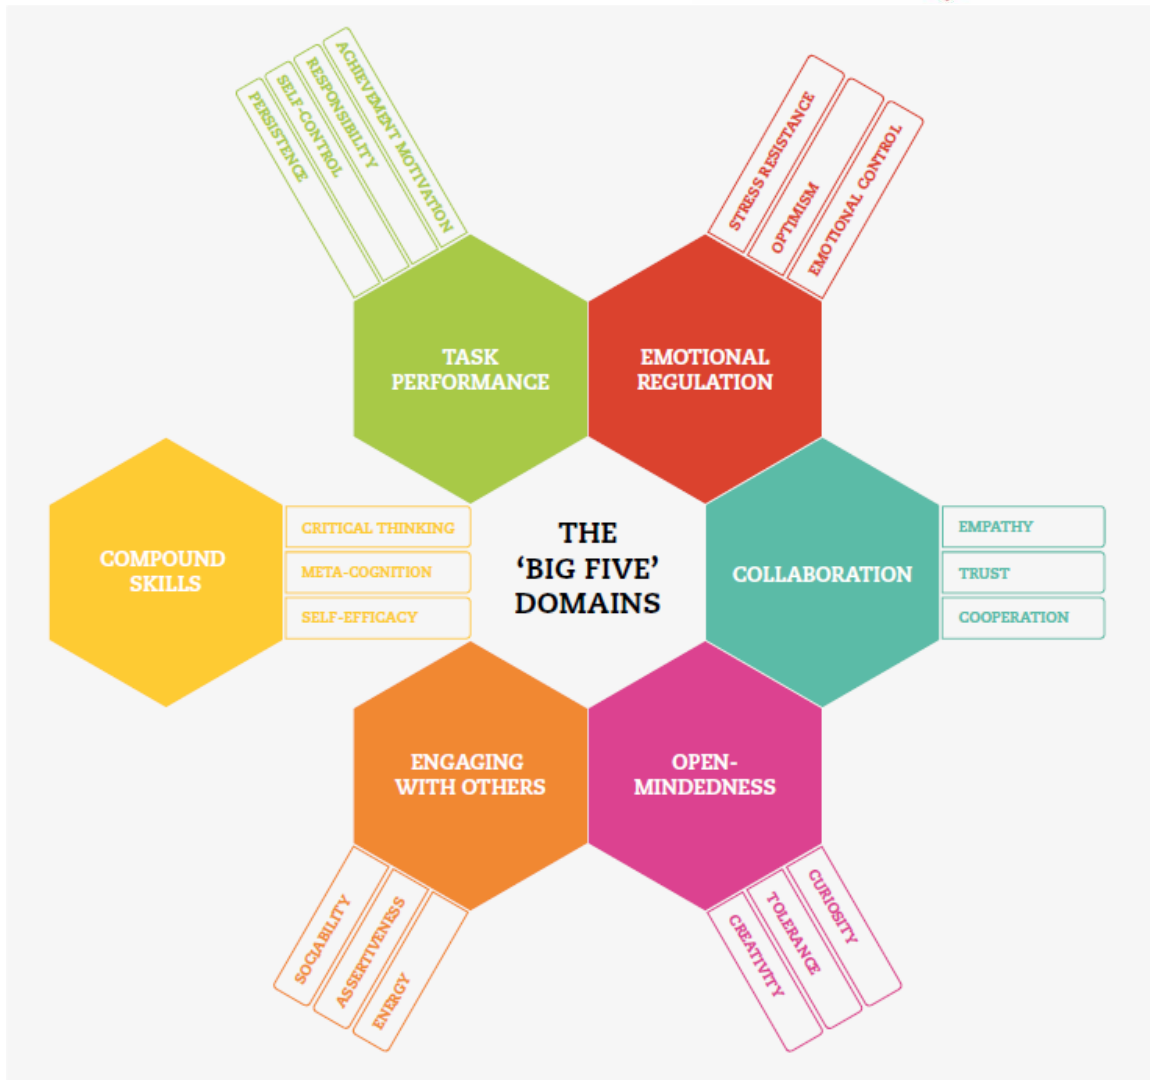 ACHIEVEMENT MOTIVATION
RESPONSIBILITY
SELF-CONTROL
PERSISTENCE
STRESS RESISTANCE
OPTIMISM
EMOTIONAL CONTROL
TASK
PERFORMANCE
EMOTIONAL
REGULATION
COMPOUND
SKILLS
CRITICAL THINKING
META-COGNITION
SELF-EFFICACY
THE
‘BIG FIVE’
DOMAINS
COLLABORATION
EMPATHY
TRUST
COOPERATION
ENGAGING
WITH OTHERS
OPEN-
MINDEDNESS
SOCIABILITY
ASSERTIVENESS
ENERGY
CREATIVITY
TOLERANCE
CURIOSITY